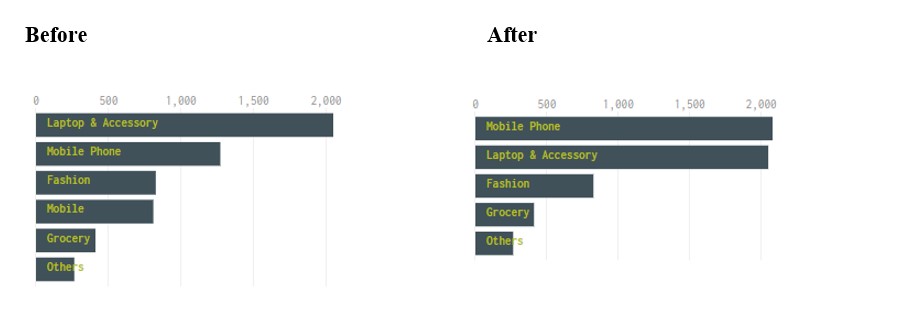 Before
0 500 1,000 1,500 2,000
Laptop & Accessory
Mobile Phone
Fashion
Mobile
Grocery
Others
After
0 500 1,000 1,500 2,000
Mobile Phone
Laptop & Accessory
Fashion
Grocery
Others